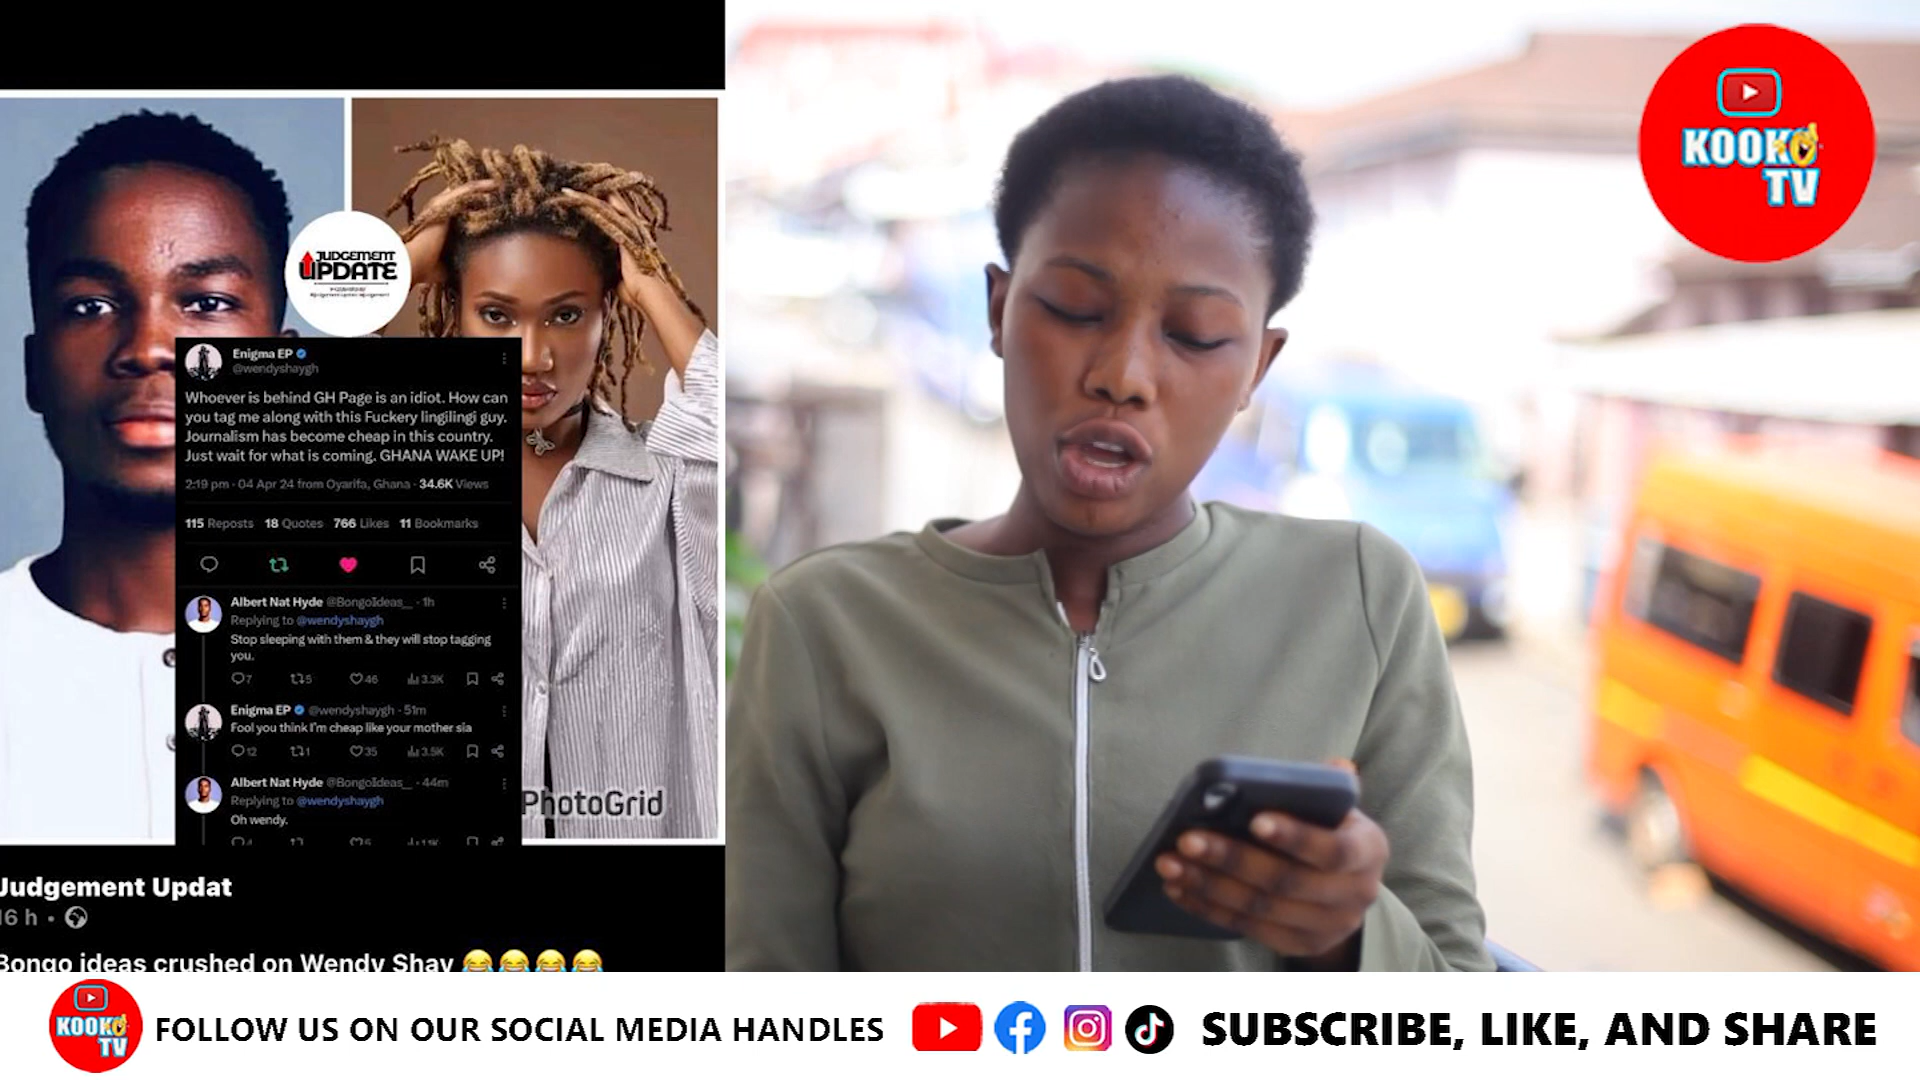 JUDGEMENT
UPDATE
Enigma EP
@wendyshaygh
Whoever is behind GH Page is an idiot. How can
you tag me along with this Fuckery lingilingi guy.
Journalism has become cheap in this country.
Just wait for what is coming. GHANA WAKE UP!
2:19 pm · 04 Apr 24 from Oyarifa, Ghana · 34.6K Views
115 Reposts 18 Quotes 766 Likes 11 Bookmarks
Albert Nat Hyde @BongoIdeas__ · 1h
Replying to @wendyshaygh
Stop sleeping with them & they will stop tagging
you.
7 5 46 3.3K
Enigma EP @wendyshaygh · 51m
Fool you think I'm cheap like your mother sia
12 1 35 3.5K
Albert Nat Hyde @BongoIdeas__ · 44m
Replying to @wendyshaygh
Oh wendy.
PhotoGrid
Judgement Updat
16 h ·
Bongo ideas crushed on Wendy Shay 😂😂😂😂
KOOKO
TV
KOOKO
TV
FOLLOW US ON OUR SOCIAL MEDIA HANDLES
SUBSCRIBE, LIKE, AND SHARE